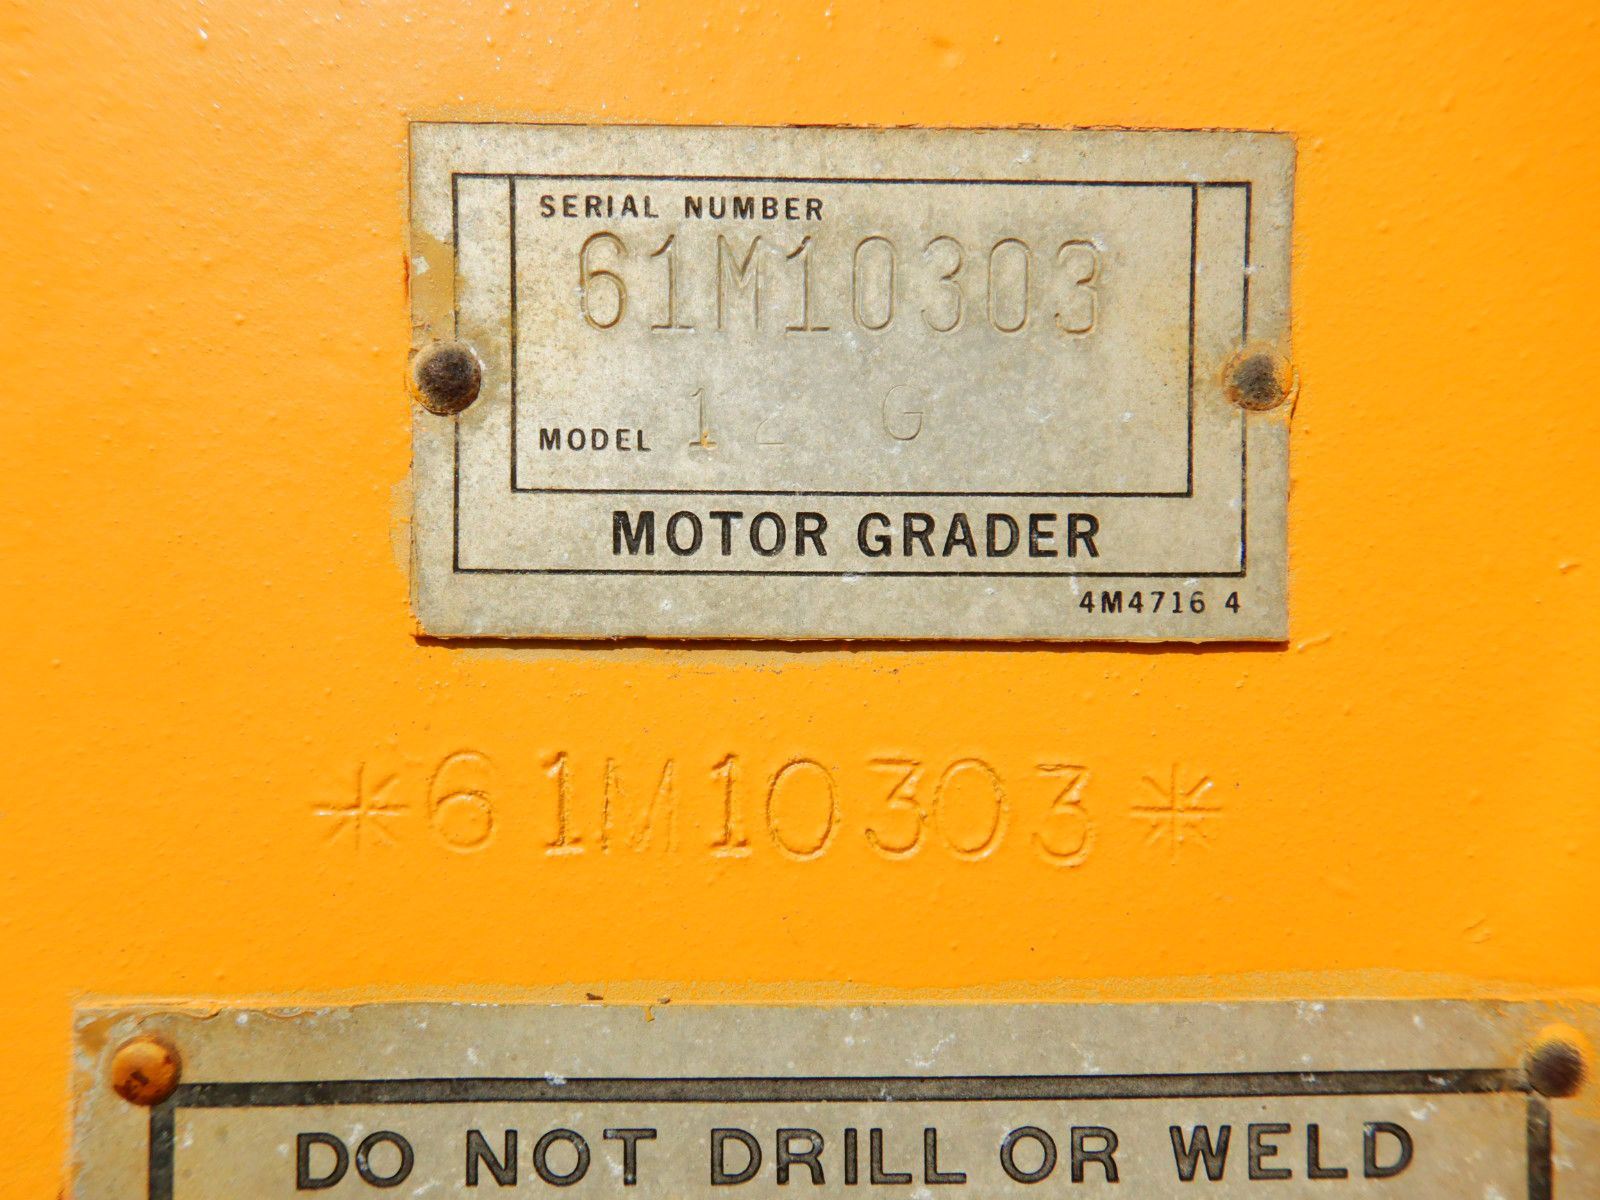 SERIAL NUMBER
61M10303
MODEL 12 G
MOTOR GRADER
4M4716 4
*61M10303*
DO NOT DRILL OR WELD